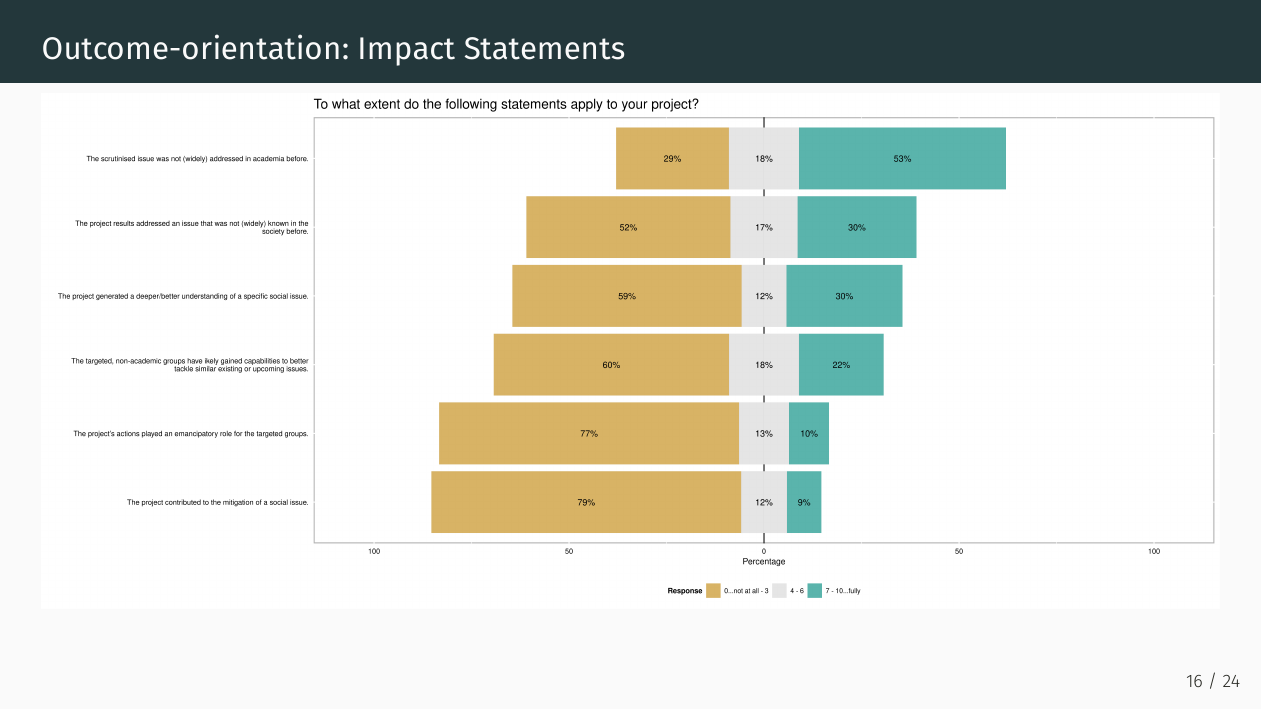 Outcome-orientation: Impact Statements
To what extent do the following statements apply to your project?
The scrutinised issue was not (widely) addressed in academia before.
29%
18%
53%
The project results addressed an issue that was not (widely) known in the
society before.
52%
17%
30%
The project generated a deeper/better understanding of a specific social issue.
59%
12%
30%
The targeted, non-academic groups have ikely gained capabilities to better
tackle similar existing or upcoming issues.
60%
18%
22%
The project's actions played an emancipatory role for the targeted groups.
77%
13%
10%
The project contributed to the mitigation of a social issue.
79%
12%
9%
100
50
0
50
100
Percentage
Response
0...not at all - 3
4 - 6
7 - 10...fully
16 / 24